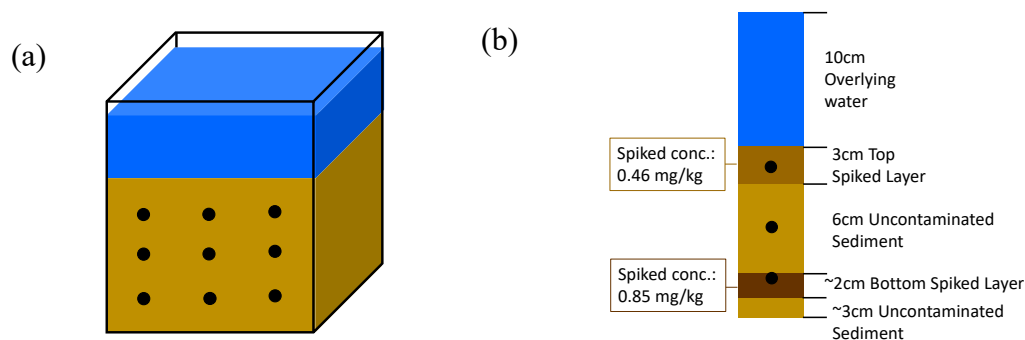 (a)
(b)
10cm
Overlying
water
Spiked conc.:
0.46 mg/kg
3cm Top
Spiked Layer
6cm Uncontaminated
Sediment
Spiked conc.:
0.85 mg/kg
~2cm Bottom Spiked Layer
~3cm Uncontaminated
Sediment